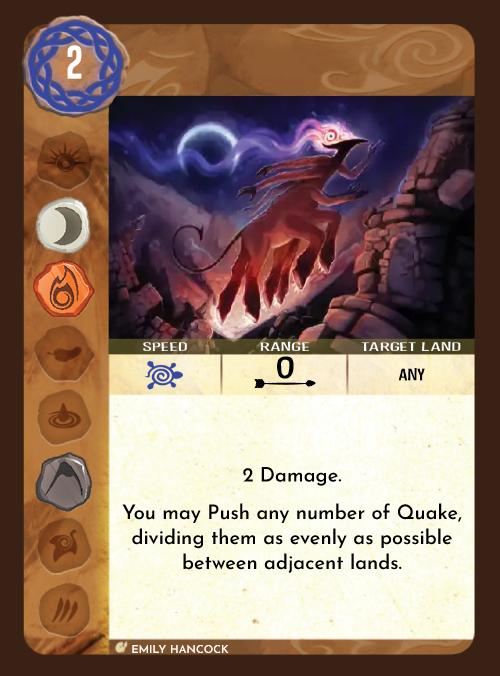 2
SPEED RANGE TARGET LAND
0 ANY
2 Damage.
You may Push any number of Quake,
dividing them as evenly as possible
between adjacent lands.
EMILY HANCOCK